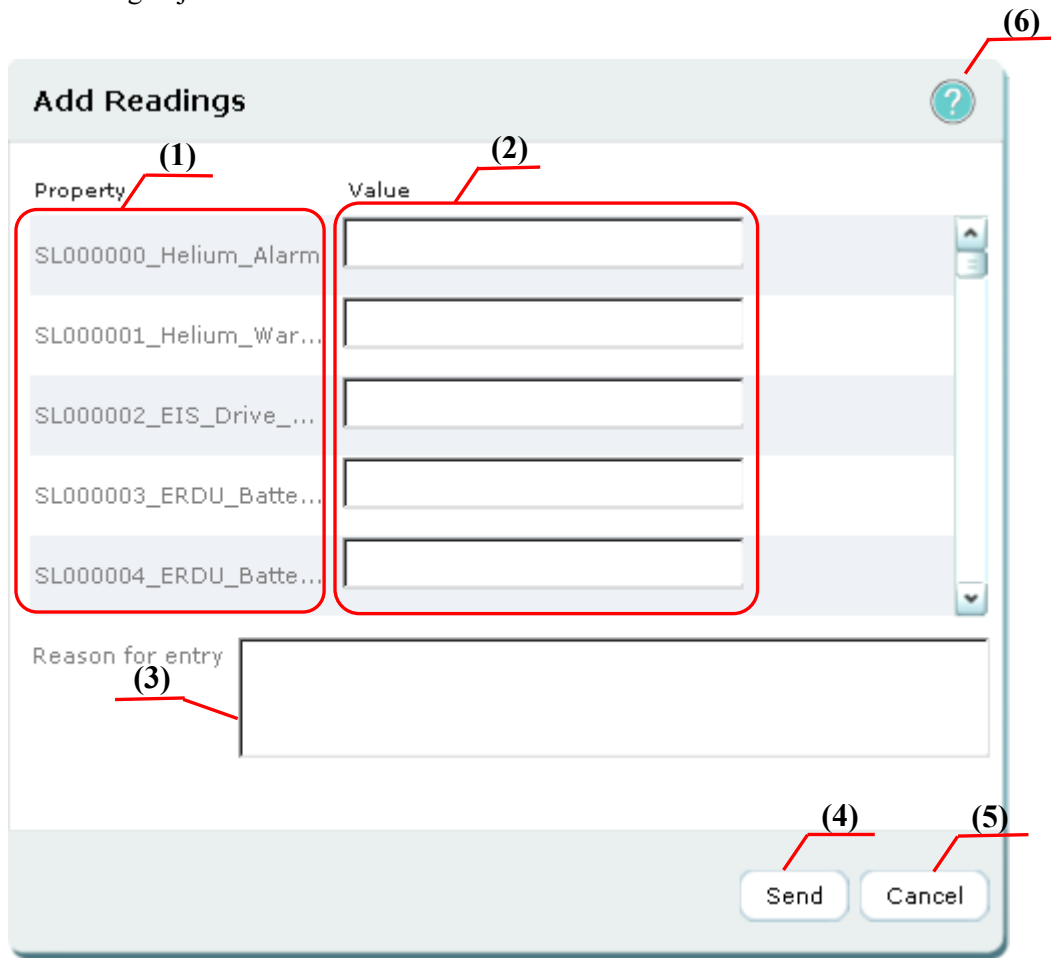 (6)
Add Readings
?
(1) (2)
Property Value
SL000000_Helium_Alarm
SL000001_Helium_War...
SL000002_EIS_Drive_...
SL000003_ERDU_Batte...
SL000004_ERDU_Batte...
Reason for entry
(3)
(4) (5)
Send Cancel